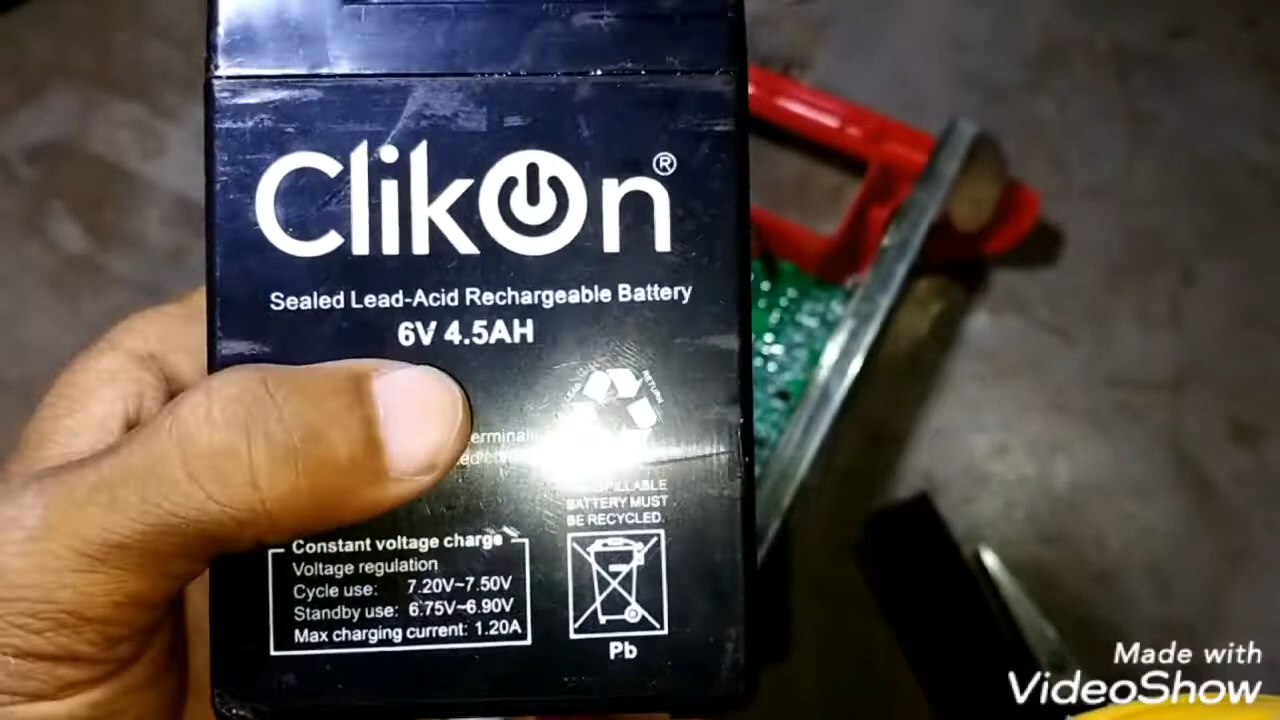 ClikOn®
Sealed Lead-Acid Rechargeable Battery
6V 4.5AH
LEAD
RETURN
BATTERY MUST
BE RECYCLED.
Constant voltage charge
Voltage regulation
Cycle use: 7.20V~7.50V
Standby use: 6.75V~6.90V
Max charging current: 1.20A
Pb
Made with
VideoShow